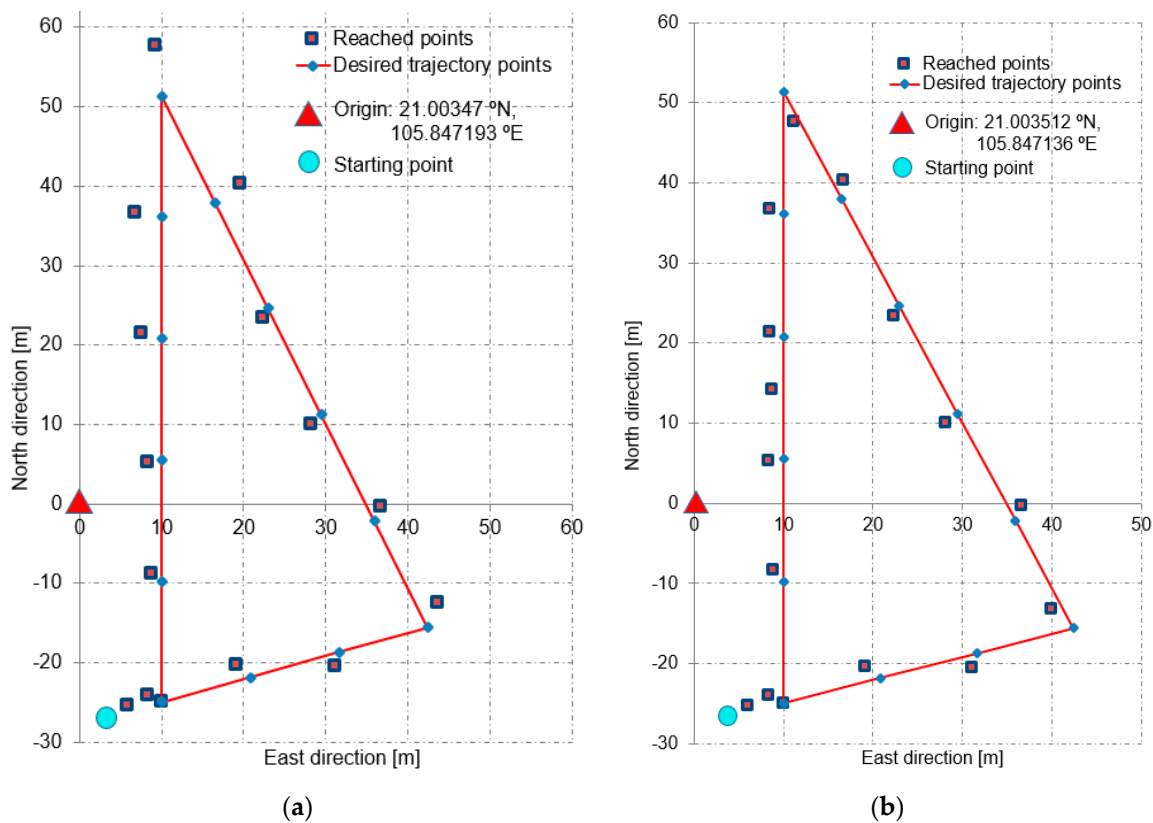 60
50
40
30
20
10
0
-10
-20
-30
0
10
20
30
40
50
60
North direction [m]
East direction [m]
Reached points
Desired trajectory points
Origin: 21.00347 ºN,
105.847193 ºE
Starting point
(a)
60
50
40
30
20
10
0
-10
-20
-30
0
10
20
30
40
50
North direction [m]
East direction [m]
Reached points
Desired trajectory points
Origin: 21.003512 ºN,
105.847136 ºE
Starting point
(b)